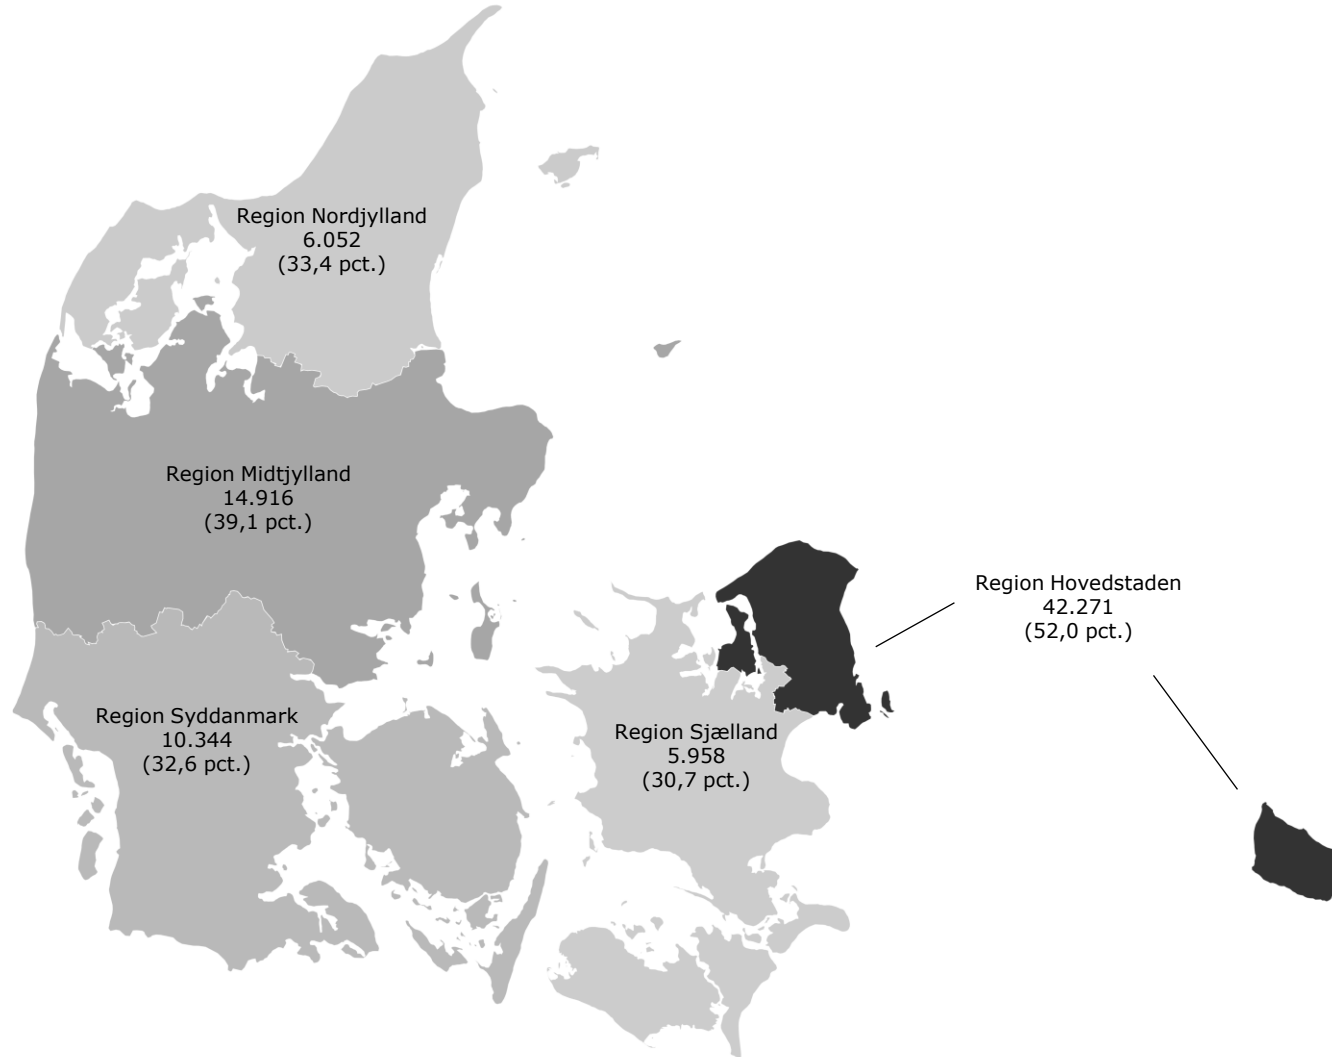 Region Nordjylland
6.052
(33,4 pct.)
Region Midtjylland
14.916
(39,1 pct.)
Region Hovedstaden
42.271
(52,0 pct.)
Region Syddanmark
10.344
(32,6 pct.)
Region Sjælland
5.958
(30,7 pct.)